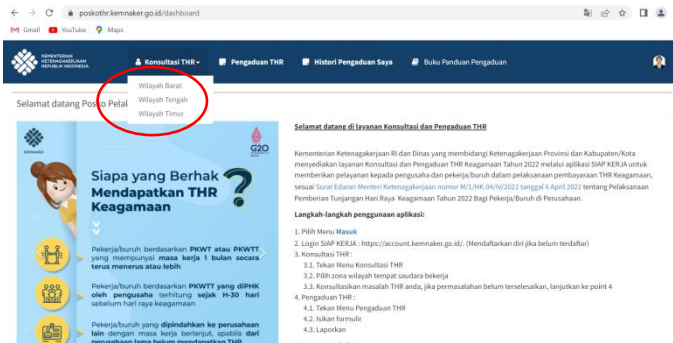 poskothr.kemnaker.go.id/dashboard
Gmail YouTube Maps
KEMENTERIAN
KETENAGAKERJAAN
REPUBLIK INDONESIA
Konsultasi THR
Pengaduan THR
Histori Pengaduan Saya
Buku Panduan Pengaduan
Wilayah Barat
Wilayah Tengah
Wilayah Timur
Selamat datang Posko Pelak
KEMNAKER
G20
Siapa yang Berhak
Mendapatkan THR
Keagamaan
?
Pekerja/buruh berdasarkan PKWT atau PKWTT
yang mempunyai masa kerja 1 bulan secara
terus menerus atau lebih
Pekerja/buruh berdasarkan PKWTT yang diPHK
oleh pengusaha terhitung sejak H-30 hari
sebelum hari raya keagamaan
Pekerja/buruh yang dipindahkan ke perusahaan
lain dengan masa kerja berlanjut, apabila dari
perusahaan lama belum mendapatkan THR
Selamat datang di layanan Konsultasi dan Pengaduan THR
Kementerian Ketenagakerjaan RI dan Dinas yang membidangi Ketenagakerjaan Provinsi dan Kabupaten/Kota
menyediakan layanan Konsultasi dan Pengaduan THR Keagamaan Tahun 2022 melalui aplikasi SIAP KERJA untuk
memberikan pelayanan kepada pengusaha dan pekerja/buruh dalam pelaksanaan pembayaraan THR Keagamaan,
sesuai Surat Edaran Menteri Ketenagakerjaan nomor M/1/HK.04/IV/2022 tanggal 6 April 2022 tentang Pelaksanaan
Pemberian Tunjangan Hari Raya Keagamaan Tahun 2022 Bagi Pekerja/Buruh di Perusahaan.
Langkah-langkah penggunaan aplikasi:
1. Pilih Menu Masuk
2. Login SIAP KERJA : https://account.kemnaker.go.id/. (Mendaftarkan diri jika belum terdaftar)
3. Konsultasi THR :
3.1. Tekan Menu Konsultasi THR
3.2. Pilih zona wilayah tempat saudara bekerja
3.3. Konsultasikan masalah THR anda, jika permasalahan belum terselesaikan, lanjutkan ke point 4
4. Pengaduan THR :
4.1. Tekan Menu Pengaduan THR
4.2. Isikan formulir
4.3. Laporkan